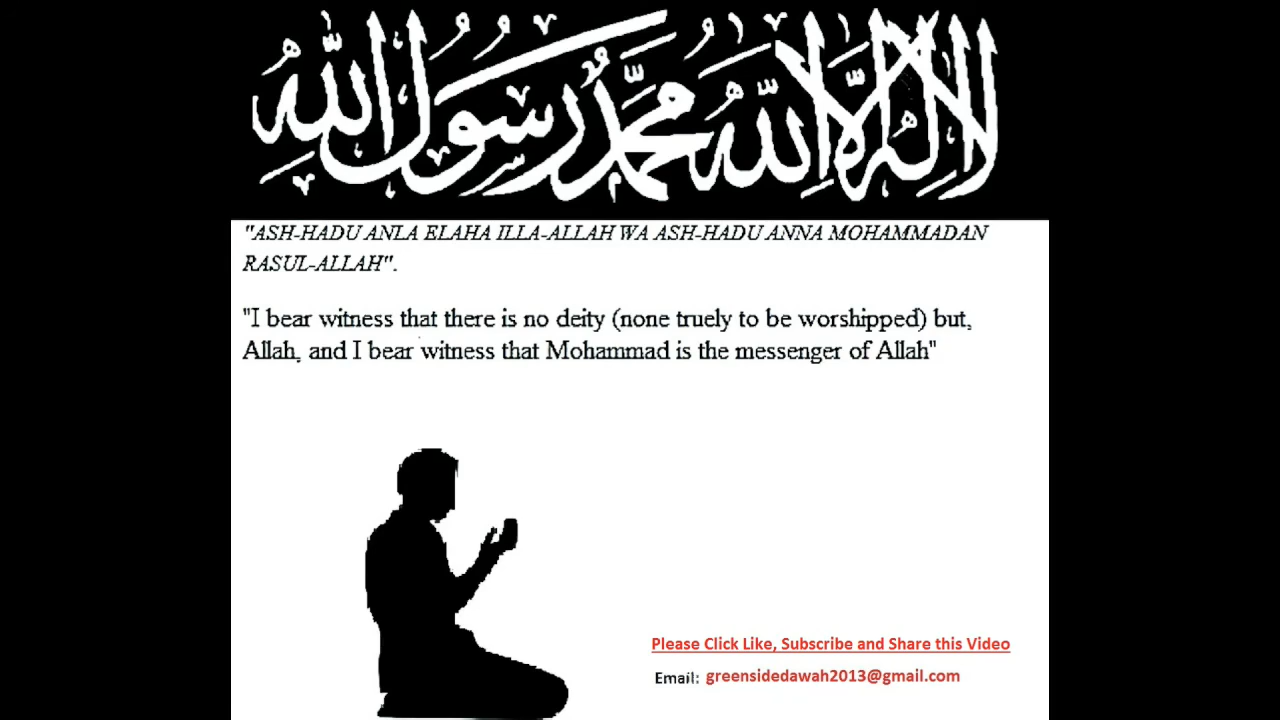 لا إله إلا الله محمد رسول الله
"ASH-HADU ANLA ELAHA ILLA-ALLAH WA ASH-HADU ANNA MOHAMMADAN
RASUL-ALLAH".
"I bear witness that there is no deity (none truely to be worshipped) but,
Allah, and I bear witness that Mohammad is the messenger of Allah"
Please Click Like, Subscribe and Share this Video
Email: greensidedawah2013@gmail.com